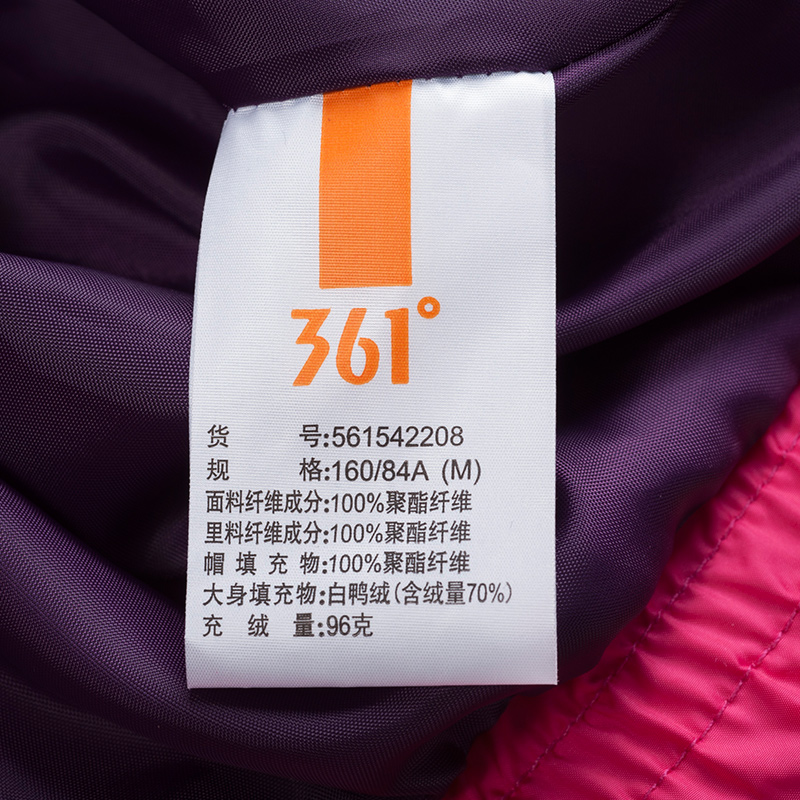 361°
货 号:561542208
规 格:160/84A (M)
面料纤维成分:100%聚酯纤维
里料纤维成分:100%聚酯纤维
帽 填 充 物:100%聚酯纤维
大身填充物:白鸭绒(含绒量70%)
充 绒 量:96克